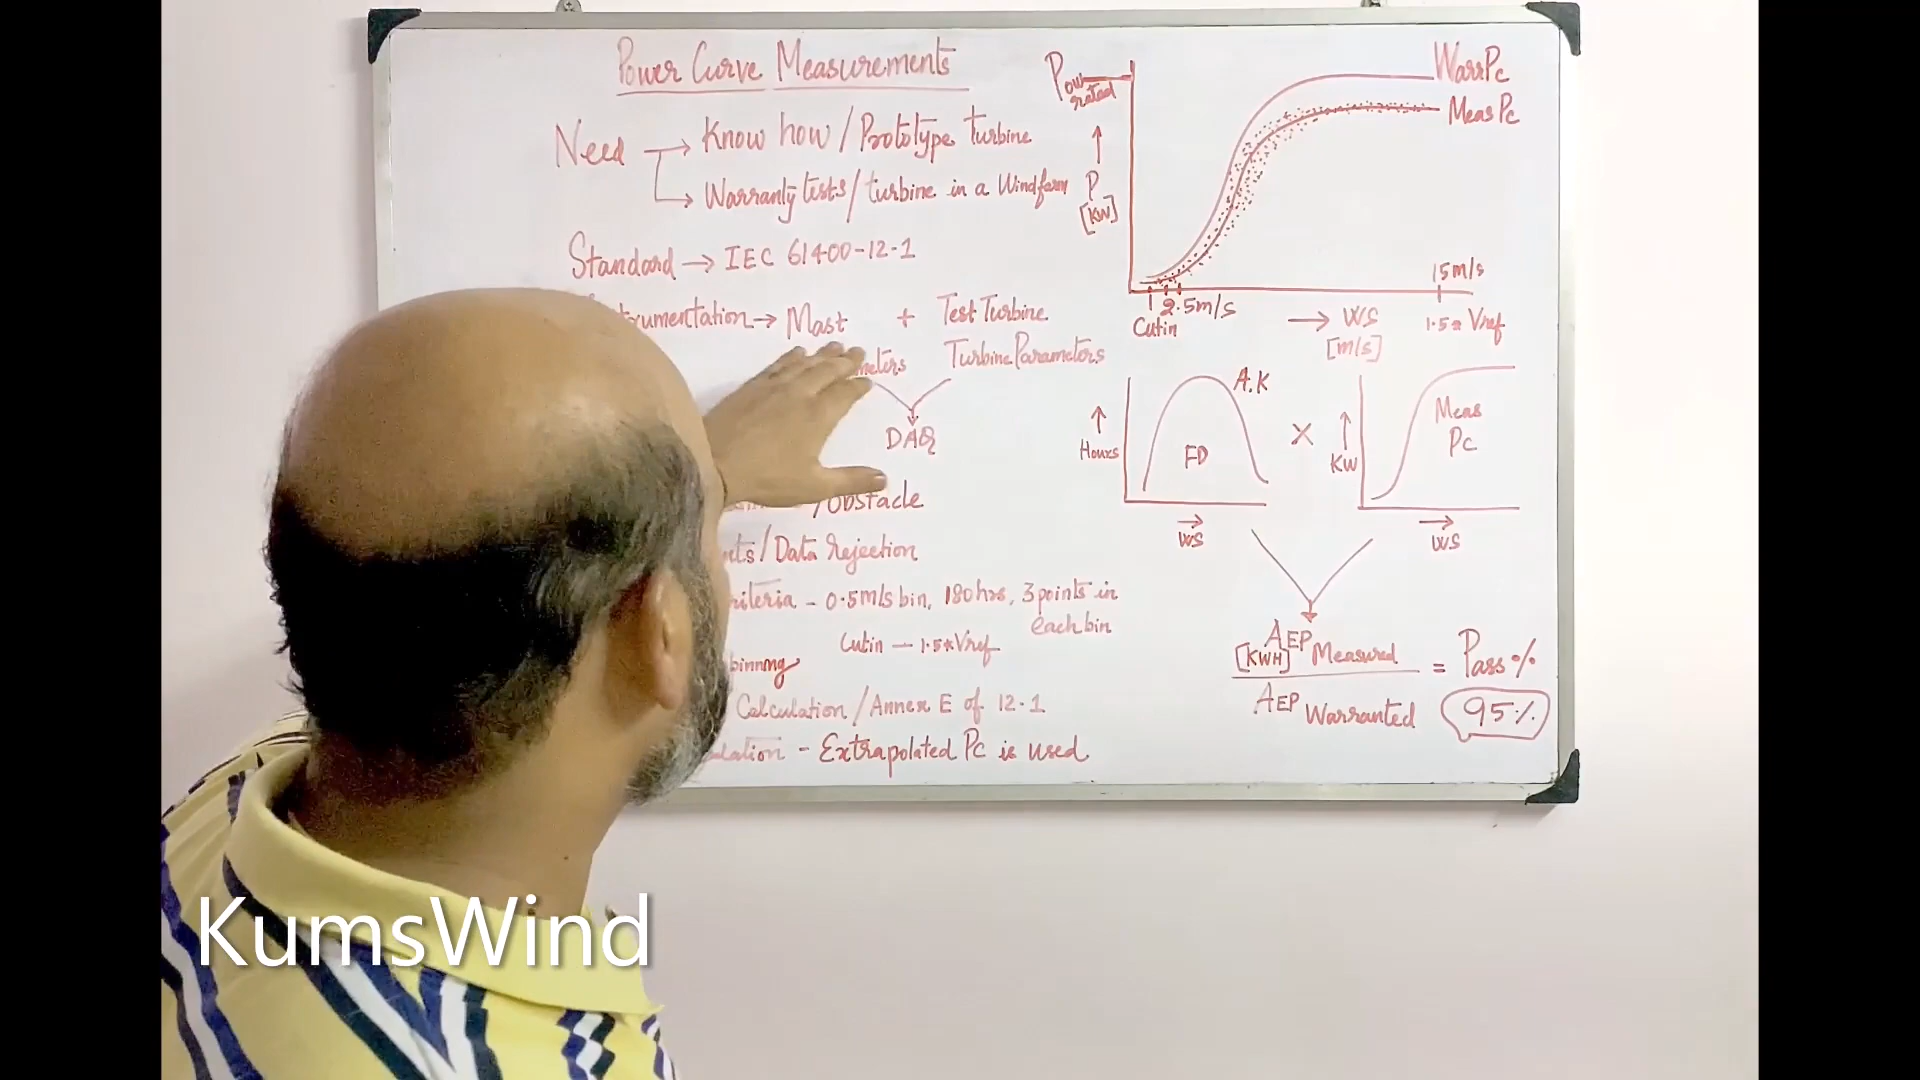 Power Curve Measurements
Need → Know how / Prototype turbine
→ Warranty tests / turbine in a Windfarm
Standard → IEC 61400-12-1
→ Mast + Test Turbine
Turbine Parameters
DAQ
/Obstacle
/ Data rejection
- 0.5m/s bin, 180hrs, 3 points in
each bin
Cutin — 1.5*Vref
binning
Calculation / Annex E of 12-1
- Extrapolated Pc is used
Power rated
P
[KW]
Warr Pc
Meas Pc
Cutin
2.5m/s
→ WS
[m/s]
15m/s
1.5*Vref
Hours
A.K
FD
WS
X
KW
Meas
Pc
WS
AEP Measured
[KWH]
AEP Warranted
= Pass %
95%
KumsWind